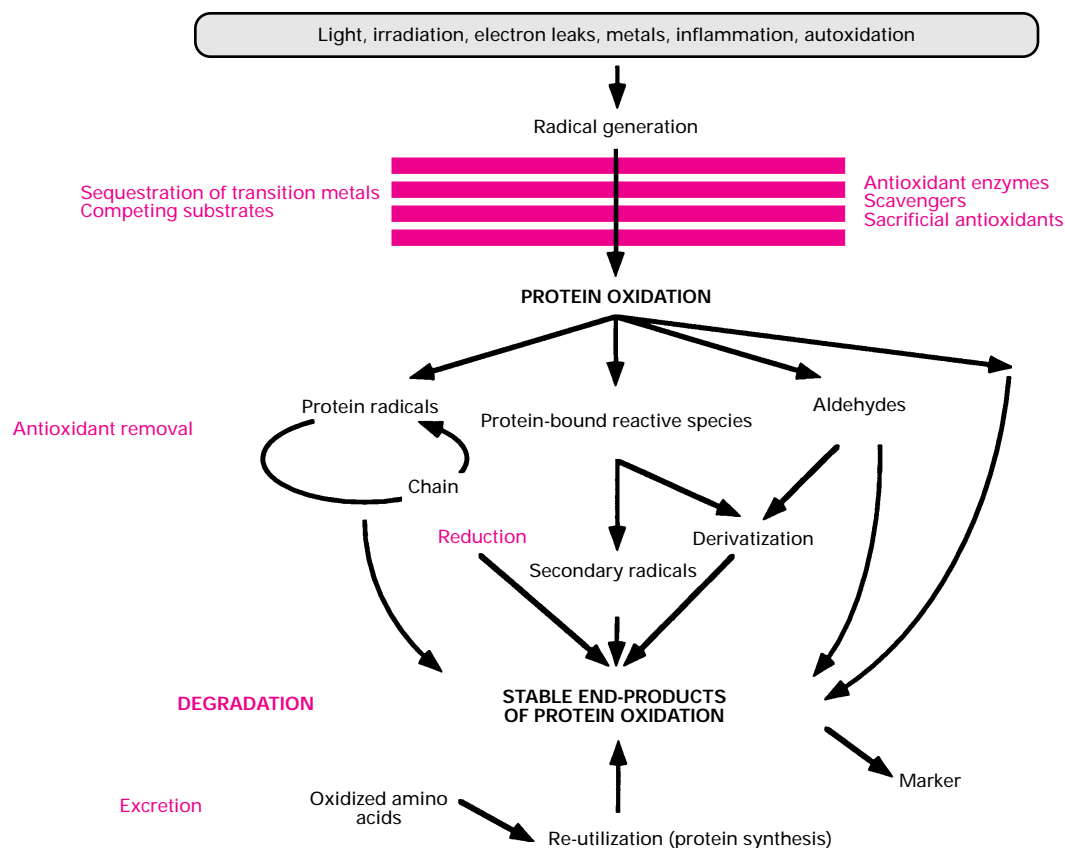 Light, irradiation, electron leaks, metals, inflammation, autoxidation
Radical generation
Sequestration of transition metals
Competing substrates
Antioxidant enzymes
Scavengers
Sacrificial antioxidants
PROTEIN OXIDATION
Protein radicals
Protein-bound reactive species
Aldehydes
Antioxidant removal
Chain
Reduction
Derivatization
Secondary radicals
DEGRADATION
STABLE END-PRODUCTS
OF PROTEIN OXIDATION
Marker
Excretion
Oxidized amino
acids
Re-utilization (protein synthesis)